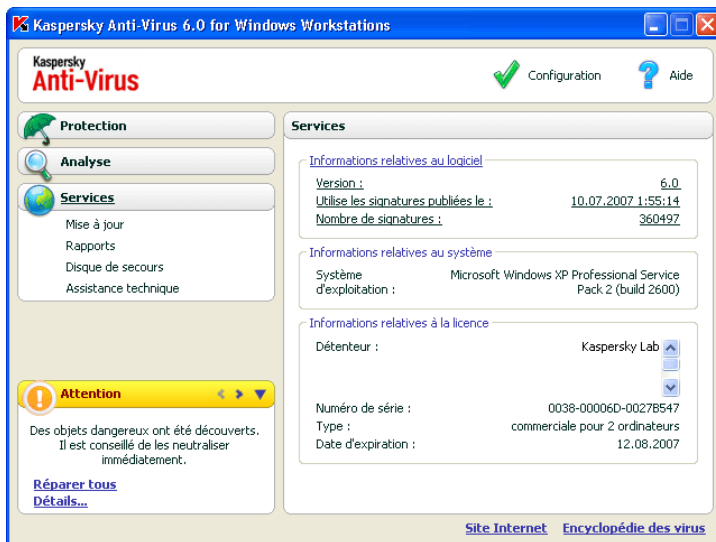 Kaspersky Anti-Virus 6.0 for Windows Workstations
Kaspersky
Anti-Virus
Configuration
Aide
Protection
Analyse
Services
Mise à jour
Rapports
Disque de secours
Assistance technique
Attention
Des objets dangereux ont été découverts.
Il est conseillé de les neutraliser
immédiatement.
Réparer tous
Détails...
Services
Informations relatives au logiciel
Version : 6.0
Utilise les signatures publiées le : 10.07.2007 1:55:14
Nombre de signatures : 360497
Informations relatives au système
Système Microsoft Windows XP Professional Service
d'exploitation : Pack 2 (build 2600)
Informations relatives à la licence
Détenteur : Kaspersky Lab
Numéro de série : 0038-00006D-0027B547
Type : commerciale pour 2 ordinateurs
Date d'expiration : 12.08.2007
Site Internet Encyclopédie des virus